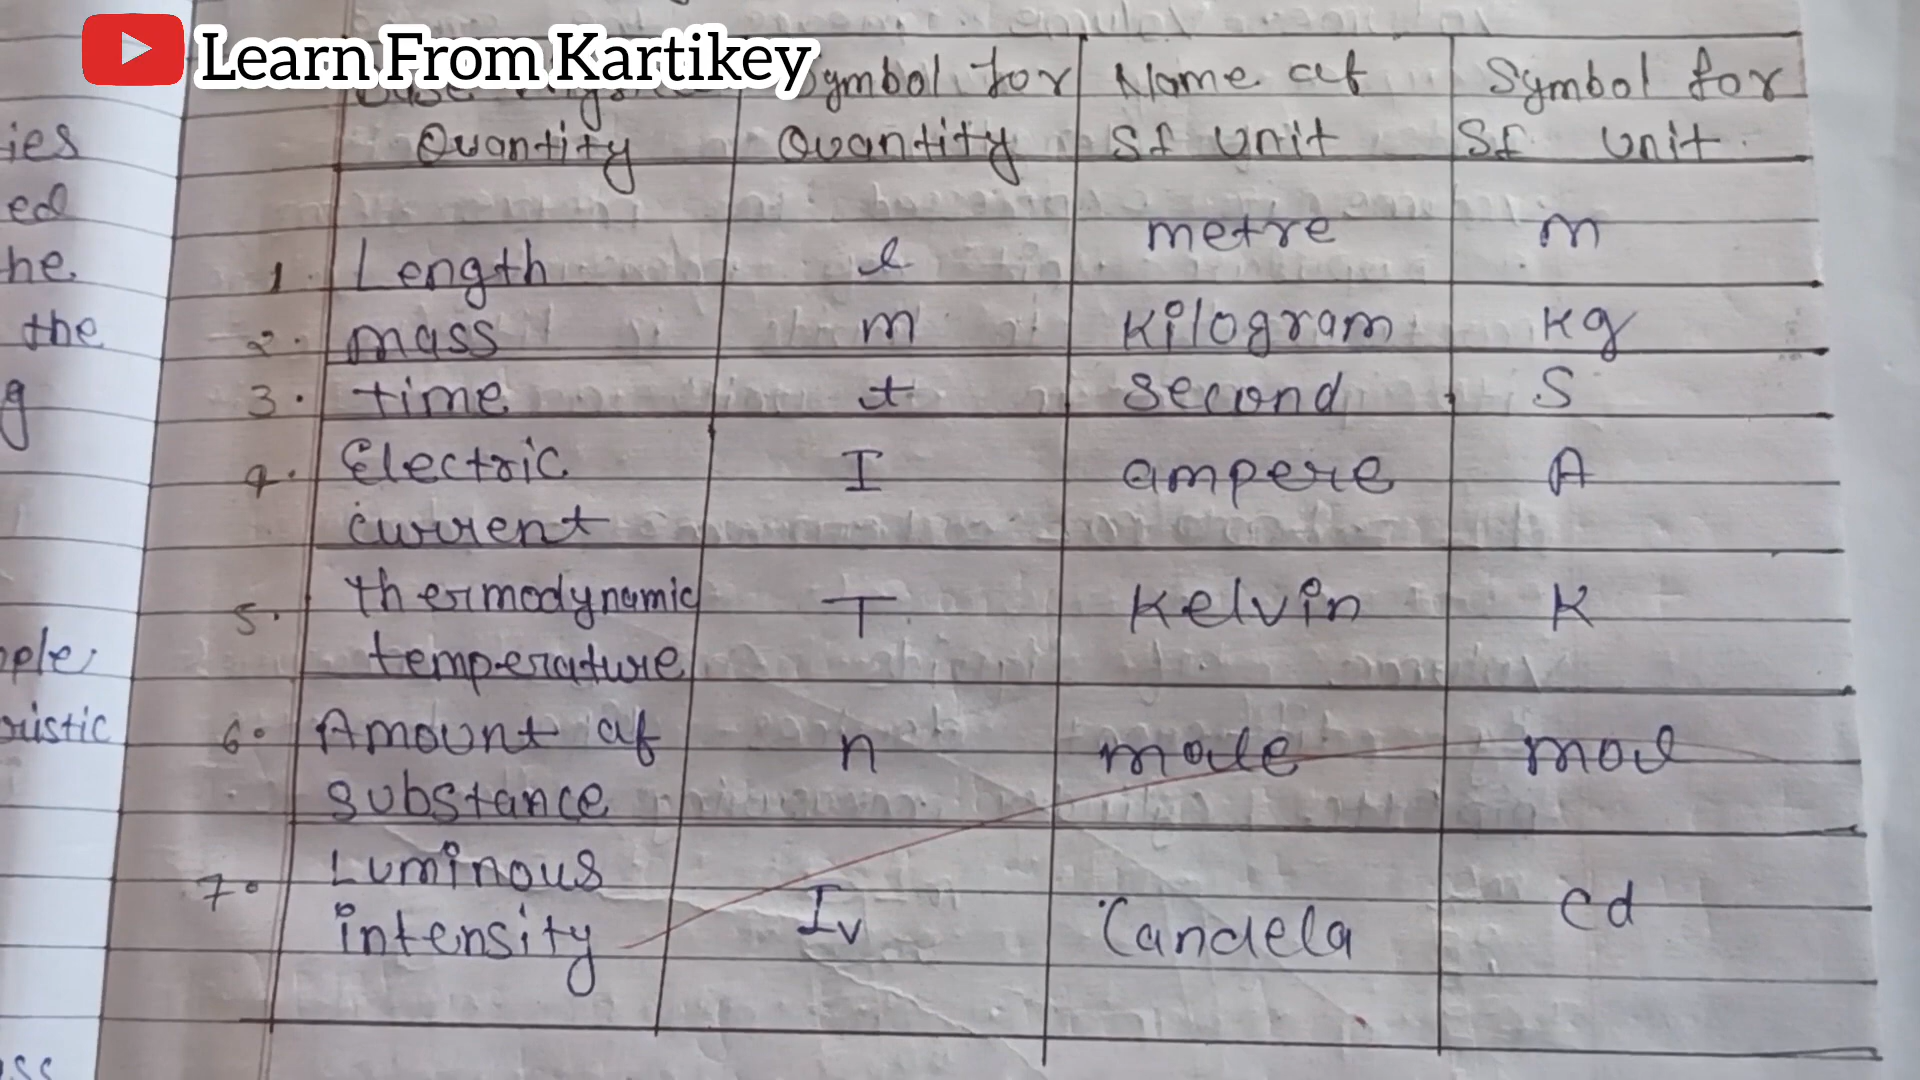 Learn From Kartikey
Quantity
Symbol for Quantity
Name of SI unit
Symbol for SI unit
ies
ed
he
the
g
ple,
ristic
ss
1. Length l metre m
2. mass m Kilogram Kg
3. time t second S
4. Electric current I ampere A
5. thermodynamic temperature T Kelvin K
6. Amount of substance n mole mol
7. Luminous intensity Iv Candela Cd